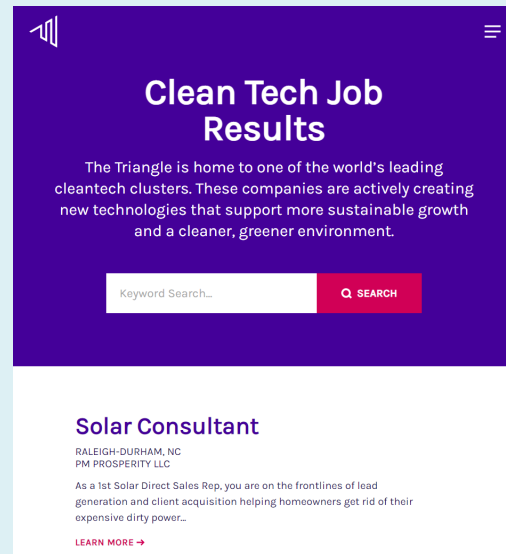 Clean Tech Job
Results
The Triangle is home to one of the world’s leading
cleantech clusters. These companies are actively creating
new technologies that support more sustainable growth
and a cleaner, greener environment.
Keyword Search...
SEARCH
Solar Consultant
RALEIGH-DURHAM, NC
PM PROSPERITY LLC
As a 1st Solar Direct Sales Rep, you are on the frontlines of lead
generation and client acquisition helping homeowners get rid of their
expensive dirty power...
LEARN MORE →